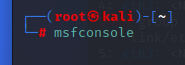 ┌──(root㉿kali)-[~]
└─# msfconsole